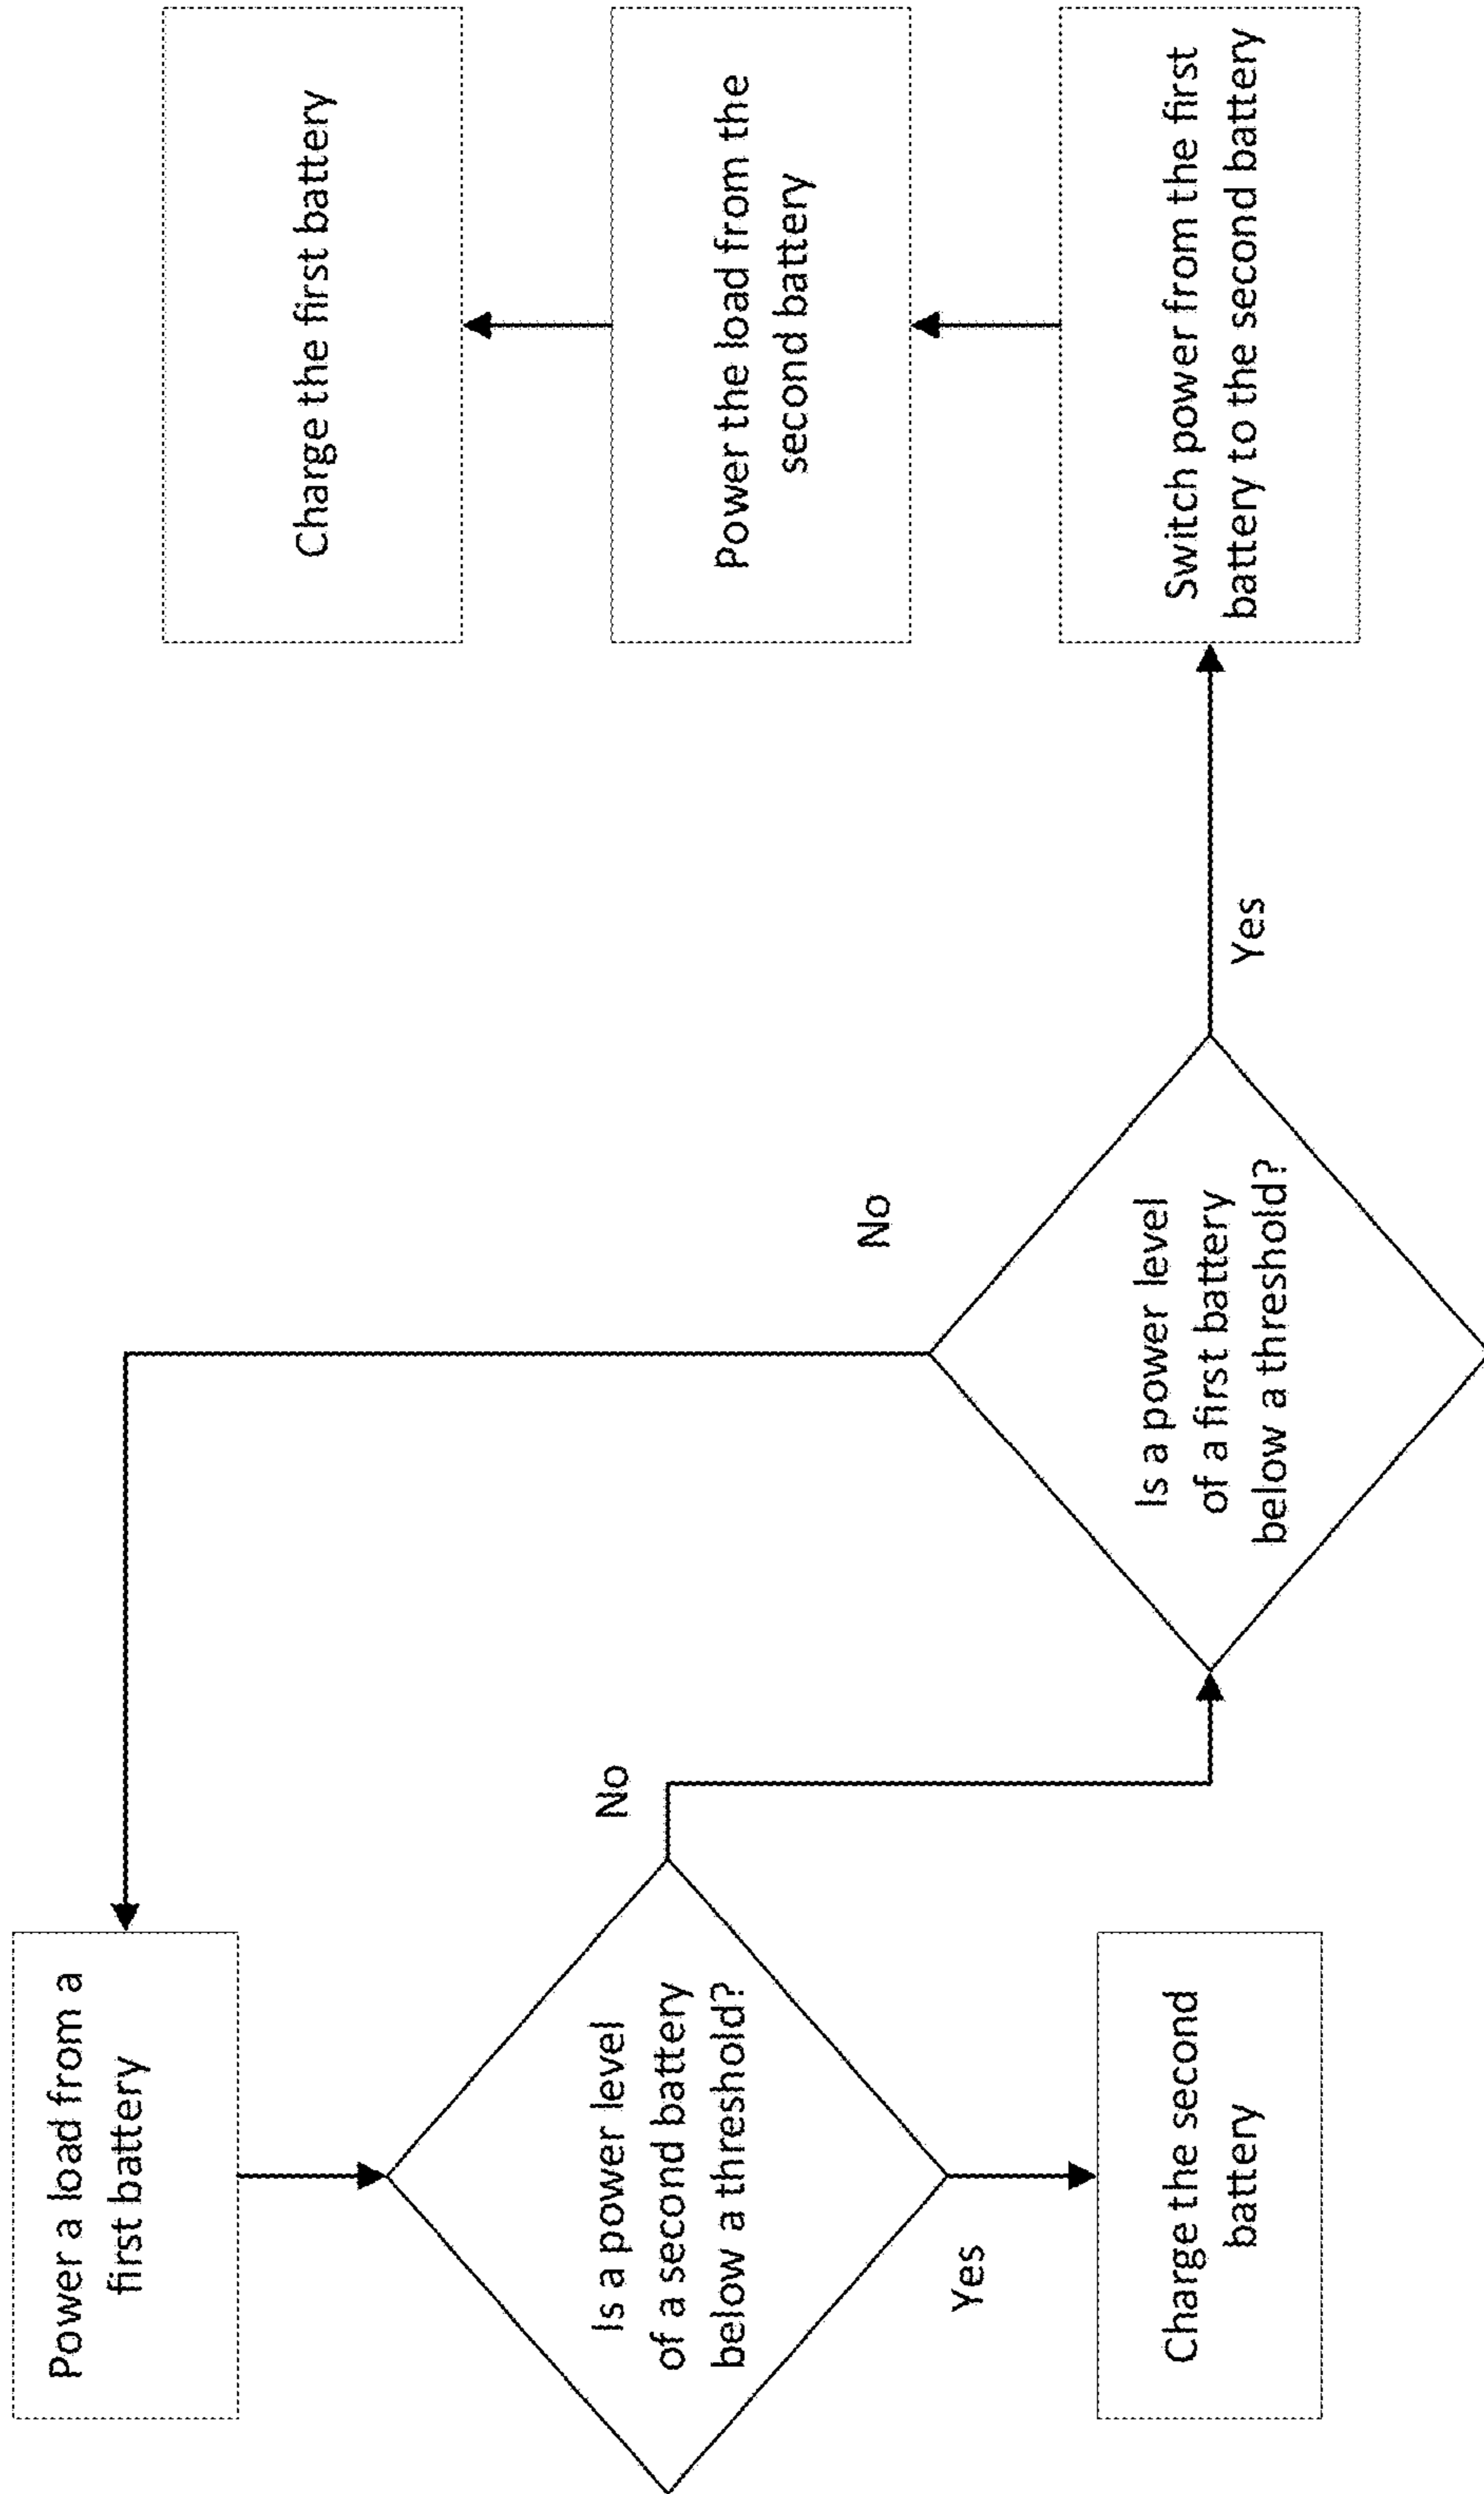 Power a load from a
first battery
Is a power level
of a second battery
below a threshold?
No
Yes
Charge the second
battery
Is a power level
of a first battery
below a threshold?
No
Yes
Switch power from the first
battery to the second battery
Power the load from the
second battery
Charge the first battery